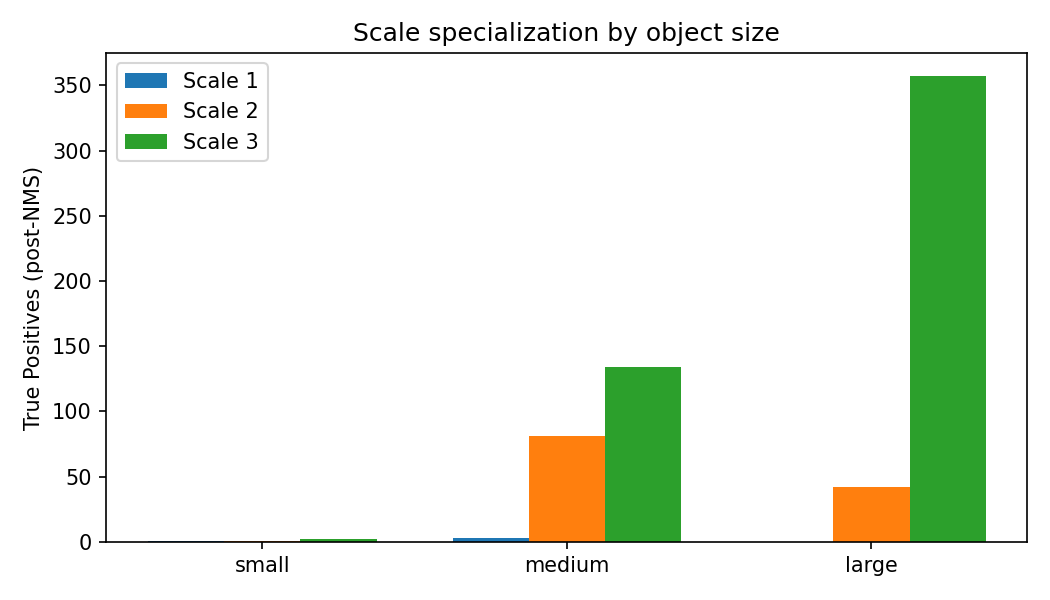 Scale specialization by object size
Scale 1
Scale 2
Scale 3
True Positives (post-NMS)
350
300
250
200
150
100
50
0
small medium large